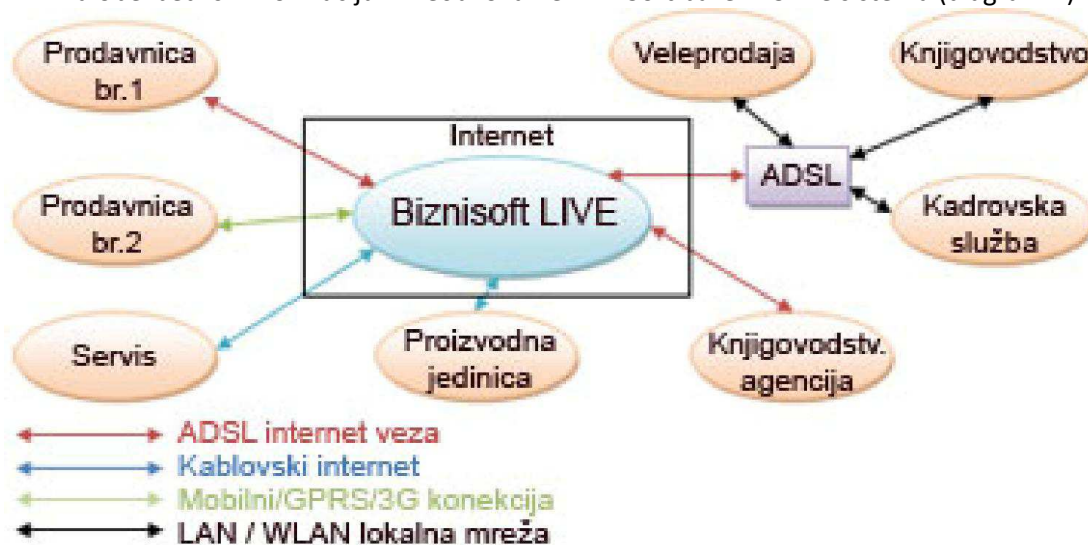 Prodavnica
br.1
Veleprodaja
Knjigovodstvo
Internet
ADSL
Biznisoft LIVE
Prodavnica
br.2
Kadrovska
služba
Servis
Proizvodna
jedinica
Knjigovodstv.
agencija
ADSL internet veza
Kablovski internet
Mobilni/GPRS/3G konekcija
LAN / WLAN lokalna mreža